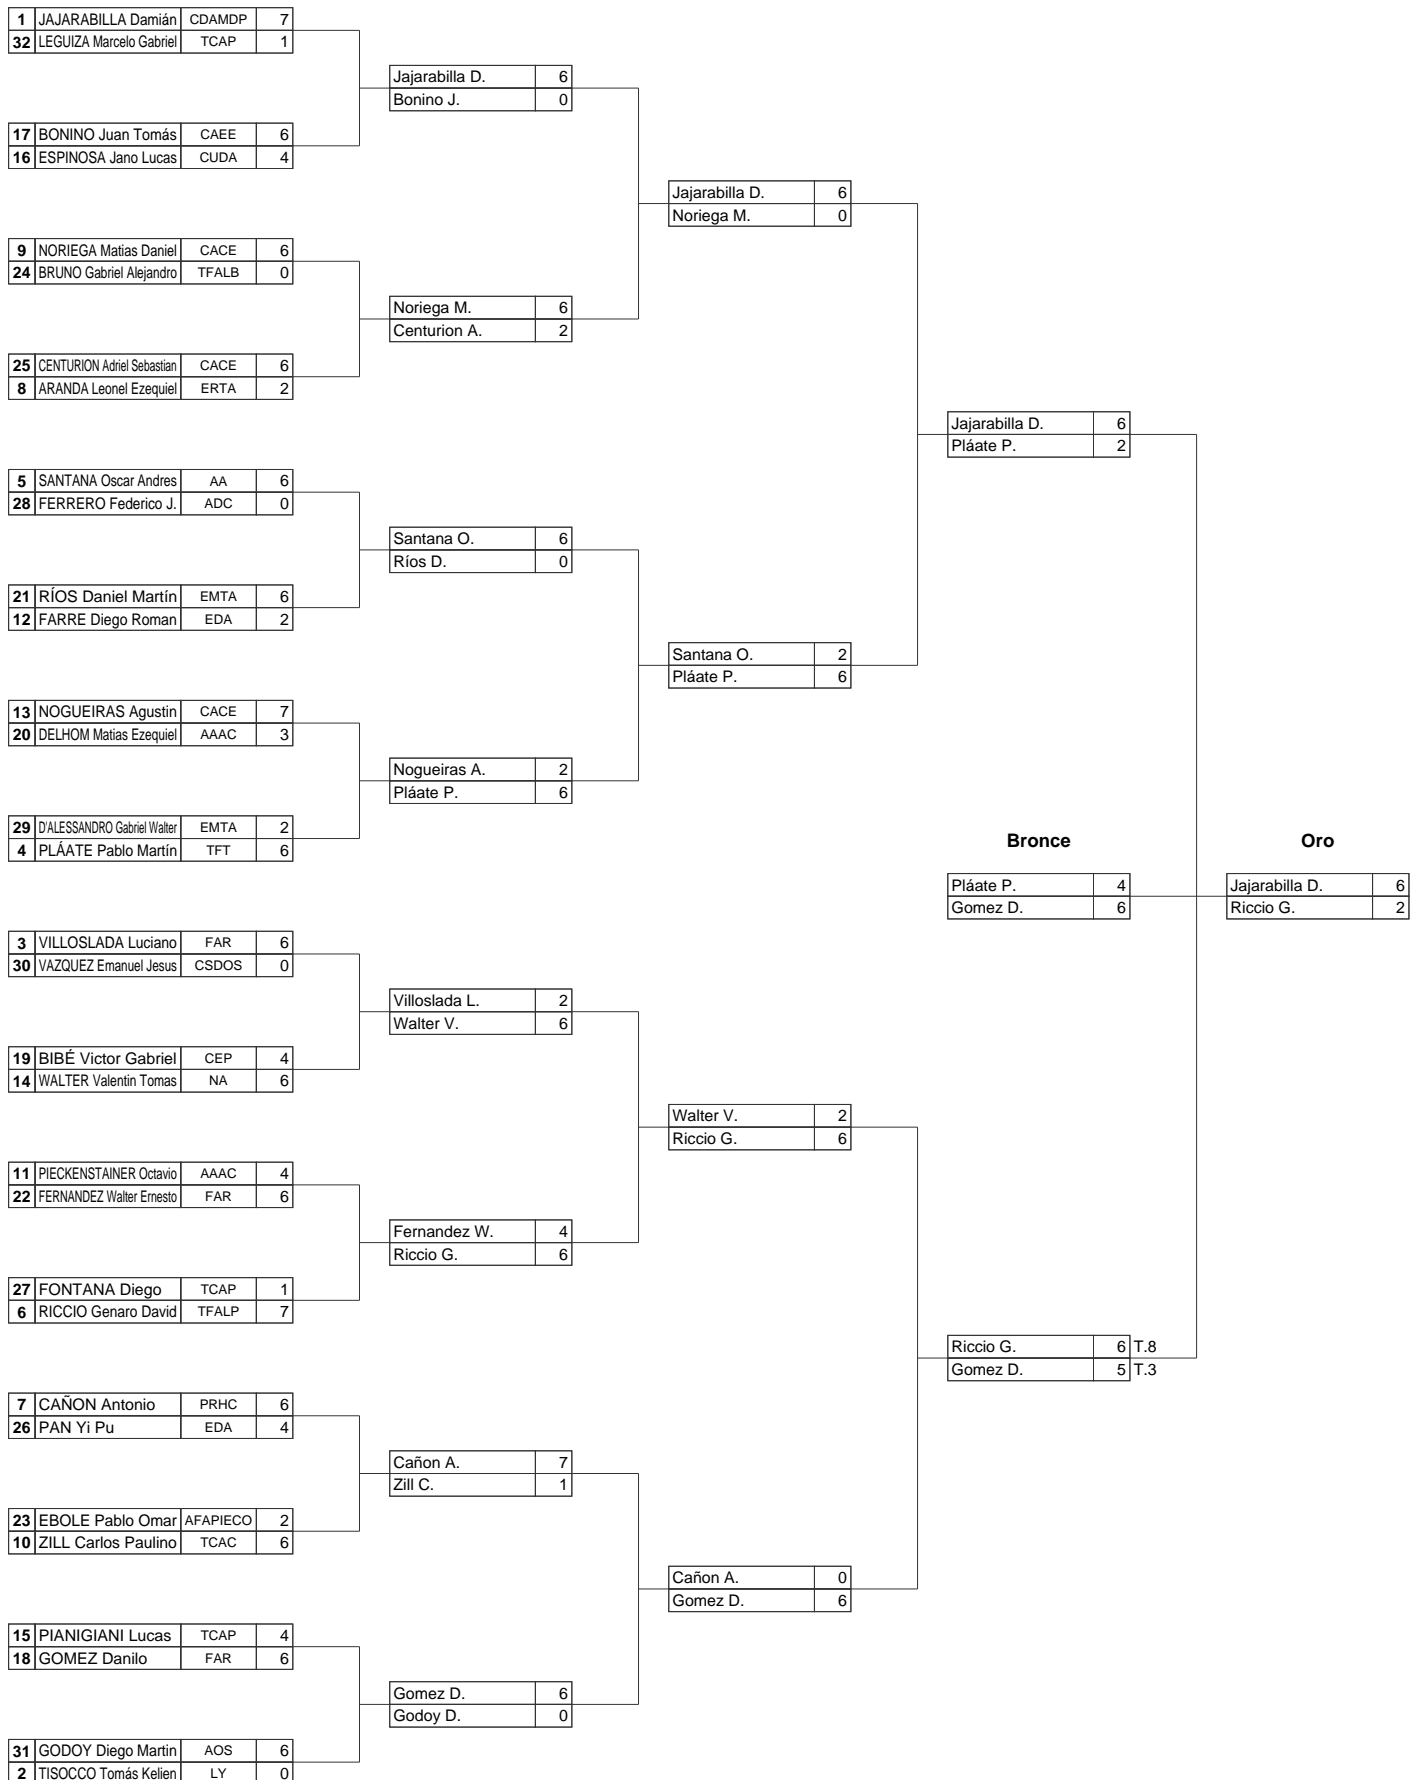 1 JAJARABILLA Damián CDAMDP 7
32 LEGUIZA Marcelo Gabriel TCAP 1
Jajarabilla D. 6
Bonino J. 0
17 BONINO Juan Tomás CAEE 6
16 ESPINOSA Jano Lucas CUDA 4
Jajarabilla D. 6
Noriega M. 0
9 NORIEGA Matias Daniel CACE 6
24 BRUNO Gabriel Alejandro TFALB 0
Noriega M. 6
Centurion A. 2
25 CENTURION Adriel Sebastian CACE 6
8 ARANDA Leonel Ezequiel ERTA 2
Jajarabilla D. 6
Pláate P. 2
5 SANTANA Oscar Andres AA 6
28 FERRERO Federico J. ADC 0
Santana O. 6
Ríos D. 0
21 RÍOS Daniel Martín EMTA 6
12 FARRE Diego Roman EDA 2
Santana O. 2
Pláate P. 6
13 NOGUEIRAS Agustin CACE 7
20 DELHOM Matias Ezequiel AAAC 3
Nogueiras A. 2
Pláate P. 6
29 D'ALESSANDRO Gabriel Walter EMTA 2
4 PLÁATE Pablo Martín TFT 6
Bronce Oro
Pláate P. 4 Jajarabilla D. 6
Gomez D. 6 Riccio G. 2
3 VILLOSLADA Luciano FAR 6
30 VAZQUEZ Emanuel Jesus CSDOS 0
Villoslada L. 2
Walter V. 6
19 BIBÉ Victor Gabriel CEP 4
14 WALTER Valentin Tomas NA 6
Walter V. 2
Riccio G. 6
11 PIECKENSTAINER Octavio AAAC 4
22 FERNANDEZ Walter Ernesto FAR 6
Fernandez W. 4
Riccio G. 6
27 FONTANA Diego TCAP 1
6 RICCIO Genaro David TFALP 7
Riccio G. 6 T.8
Gomez D. 5 T.3
7 CAÑON Antonio PRHC 6
26 PAN Yi Pu EDA 4
Cañon A. 7
Zill C. 1
23 EBOLE Pablo Omar AFAPIECO 2
10 ZILL Carlos Paulino TCAC 6
Cañon A. 0
Gomez D. 6
15 PIANIGIANI Lucas TCAP 4
18 GOMEZ Danilo FAR 6
Gomez D. 6
Godoy D. 0
31 GODOY Diego Martin AOS 6
2 TISOCCO Tomás Kelien LY 0